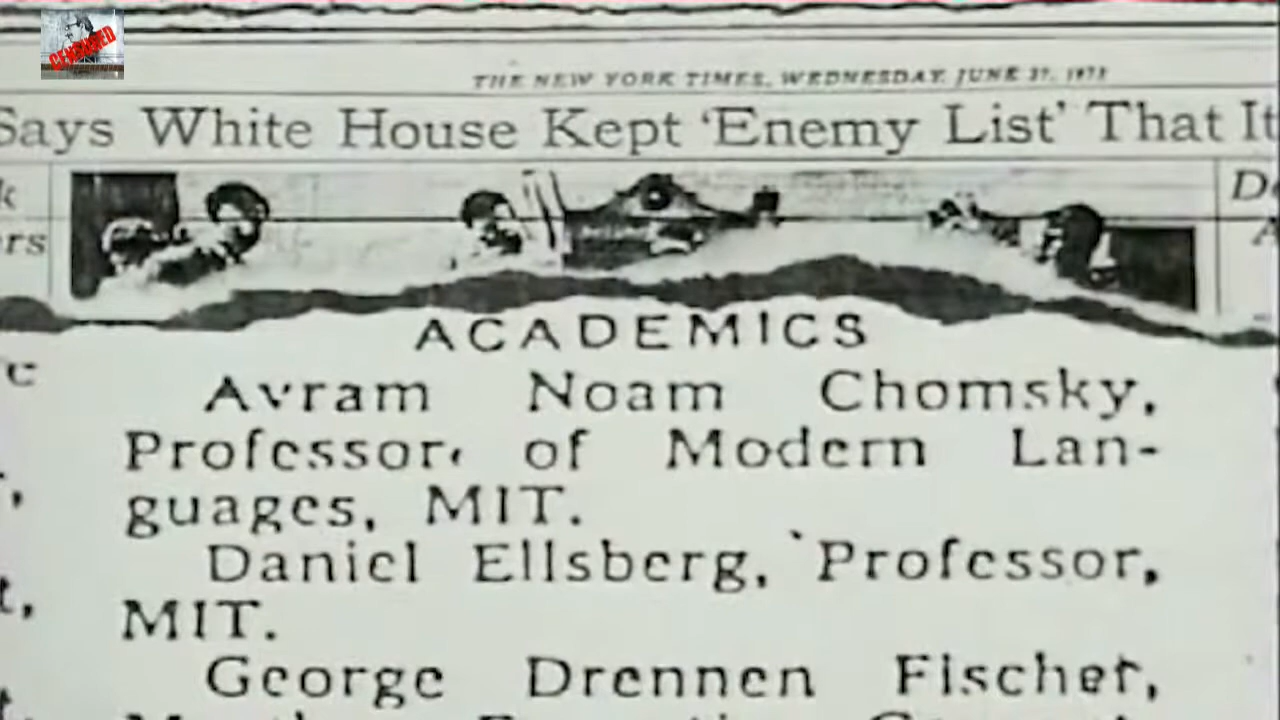 CENSORED
THE NEW YORK TIMES, WEDNESDAY, JUNE 27, 1973
Says White House Kept ‘Enemy List’ That It
ACADEMICS
Avram Noam Chomsky,
Professor, of Modern Lan-
guages, MIT.
Daniel Ellsberg, Professor,
MIT.
George Drennen Fischer,